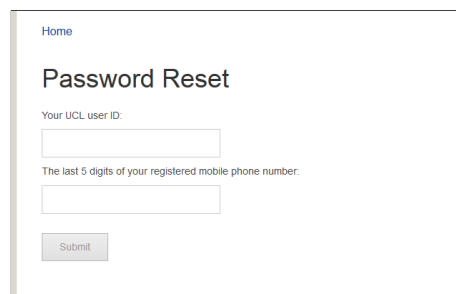 Home
Password Reset
Your UCL user ID:
The last 5 digits of your registered mobile phone number:
Submit